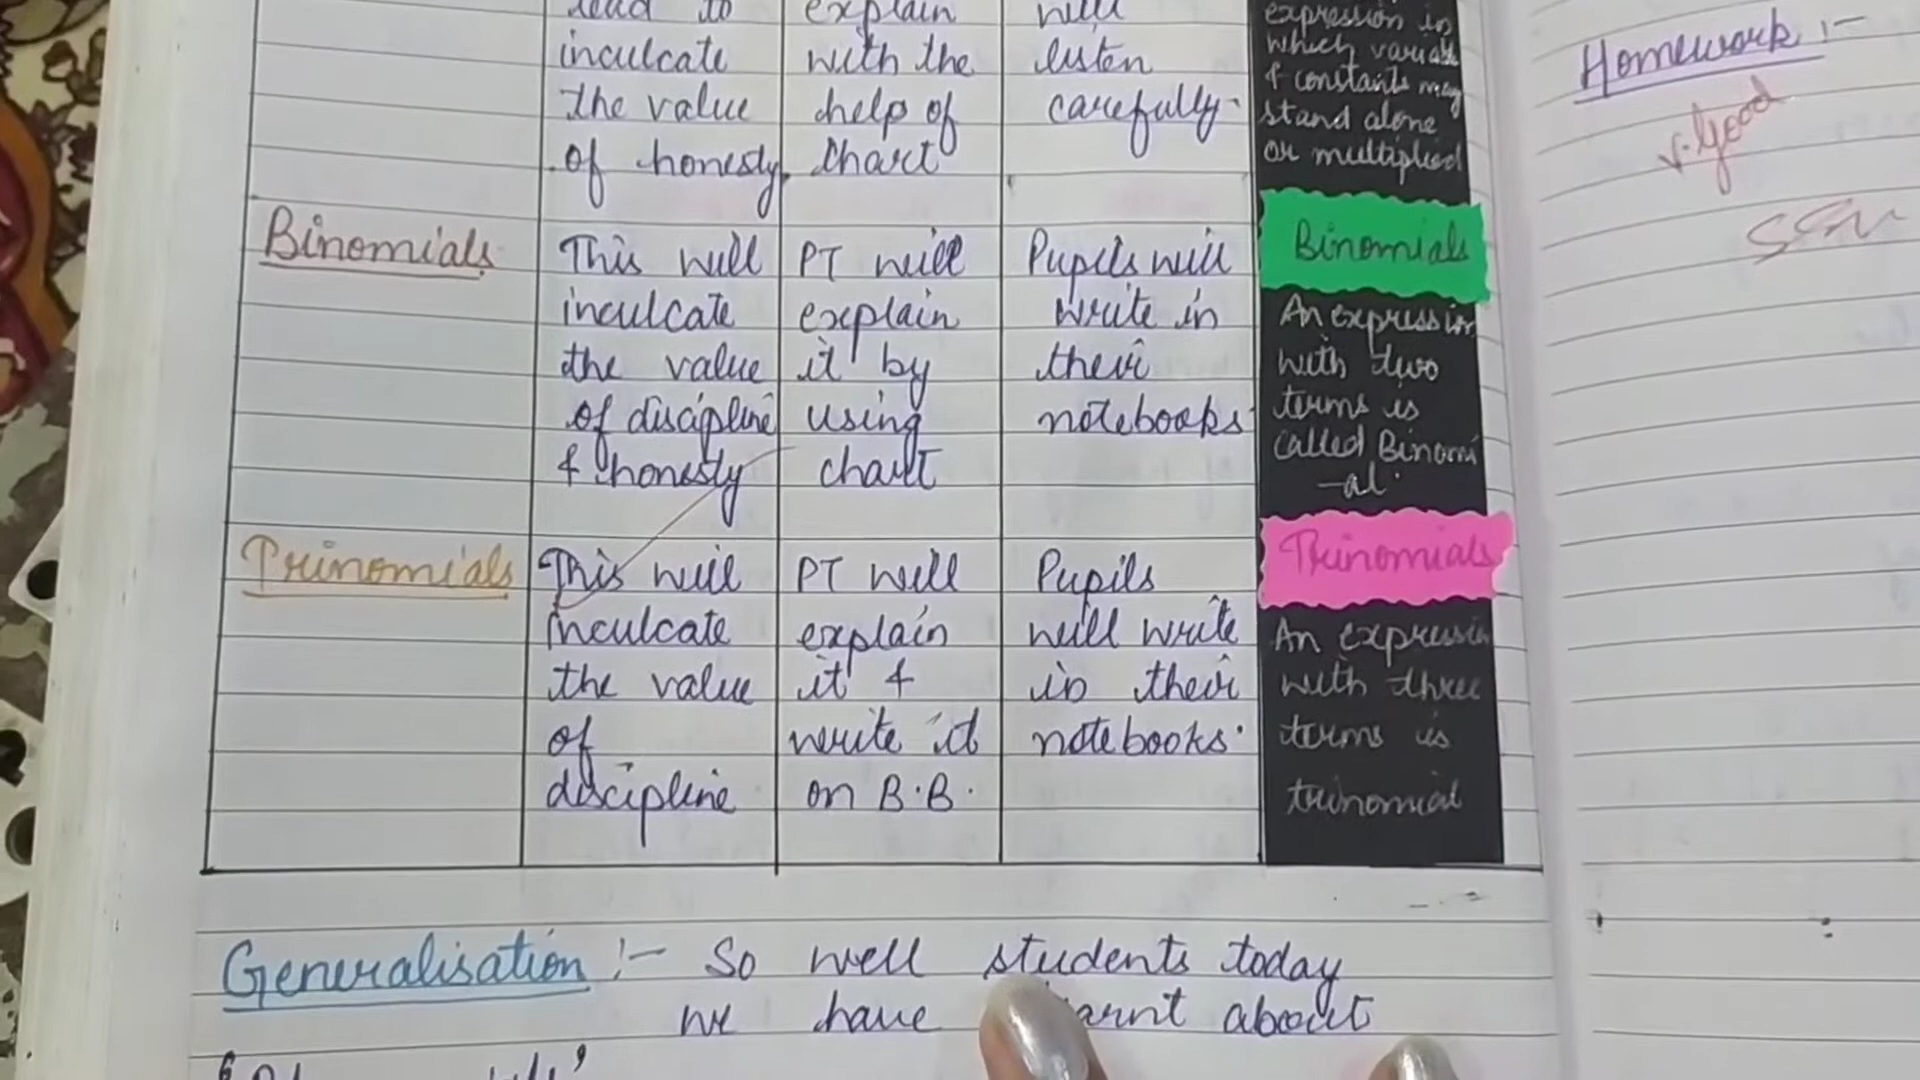 lead to
inculcate
the value
of honesty.
explain
with the
help of
chart
will
listen
carefully.
expression in
which variable
& constants may
stand alone
or multiplied
Binomials
This will
inculcate
the value
of discipline
& honesty
PT will
explain
it by
using
chart
Pupils will
write in
their
notebooks.
Binomials
An expression
with two
terms is
called Binomi
-al.
Trinomials
This will
inculcate
the value
of
discipline
PT will
explain
it &
write it
on B.B.
Pupils
will write
in their
notebooks.
Trinomials
An expression
with three
terms is
trinomial
Generalisation :- So well students today
we have about
Homework :-
v.Good